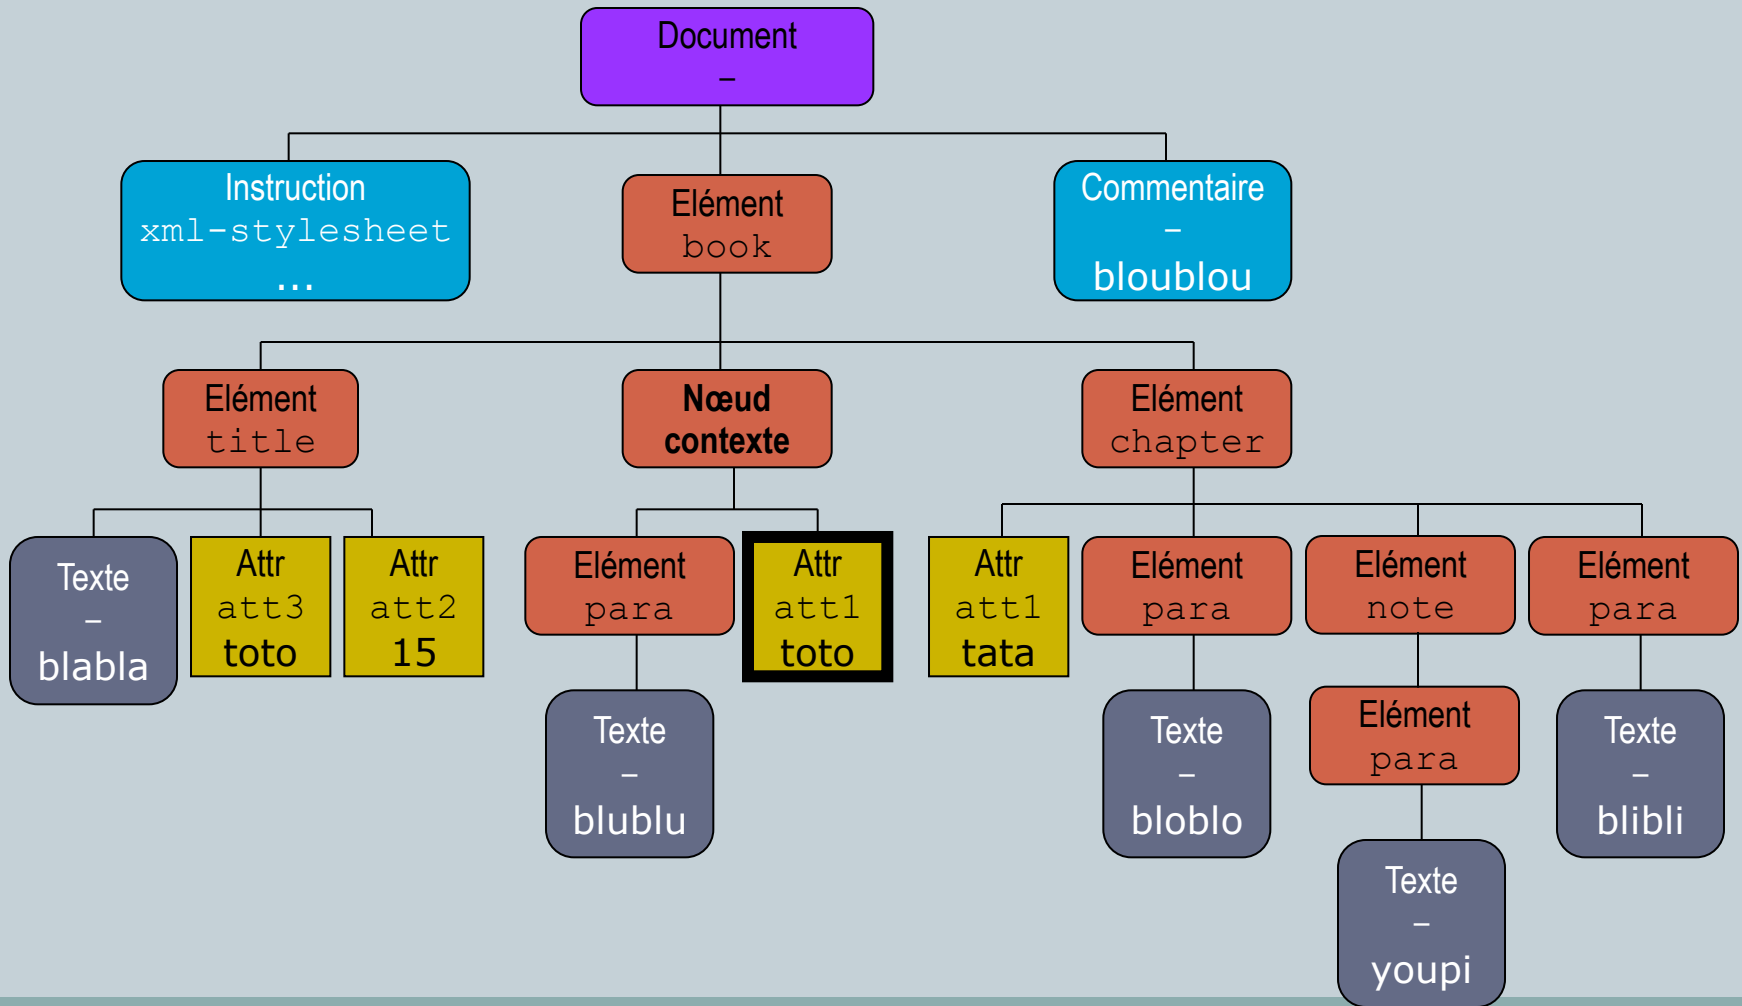 Document
–
Instruction
xml-stylesheet
...
Elément
book
Commentaire
–
bloublou
Elément
title
Nœud
contexte
Elément
chapter
Texte
–
blabla
Attr
att3
toto
Attr
att2
15
Elément
para
Attr
att1
toto
Attr
att1
tata
Elément
para
Elément
note
Elément
para
Texte
–
blublu
Texte
–
bloblo
Elément
para
Texte
–
blibli
Texte
–
youpi